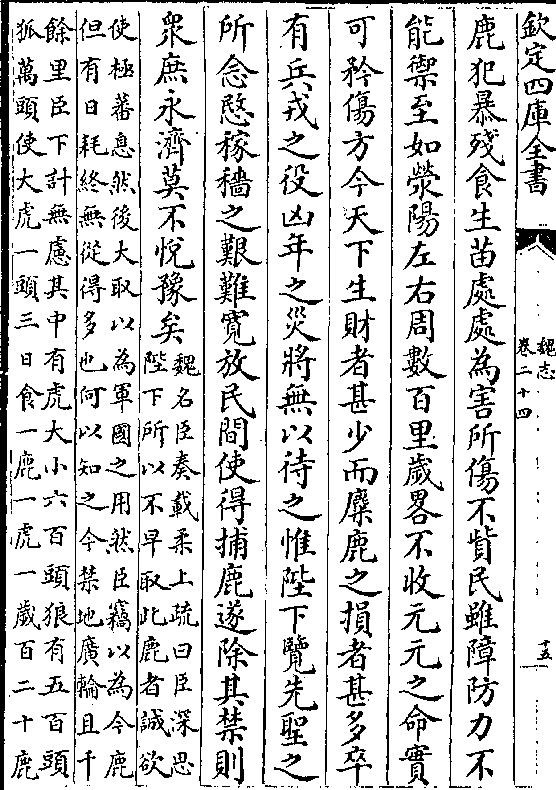 欽定四庫全書
魏志
卷二十四
十五
鹿犯暴殘食生苗處處為害所傷不貲民雖障防力不
能禦至如滎陽左右周數百里歲畧不收元元之命實
可矜傷方今天下生財者甚少而麋鹿之損者甚多卒
有兵戎之役凶年之災將無以待之惟陛下覽先聖之
所念愍稼穡之艱難寛放民間使得捕鹿遂除其禁則
衆庶永濟莫不悅豫矣
魏名臣奏載柔上疏曰臣深思
陛下所以不早取此鹿者誠欲
使極蕃息然後大取以為軍國之用然臣竊以為今鹿
但有日耗終無從得多也何以知之今禁地廣輪且千
餘里臣下計無慮其中有虎大小六百頭狼有五百頭
狐萬頭使大虎一頭三日食一鹿一虎一歲百二十鹿